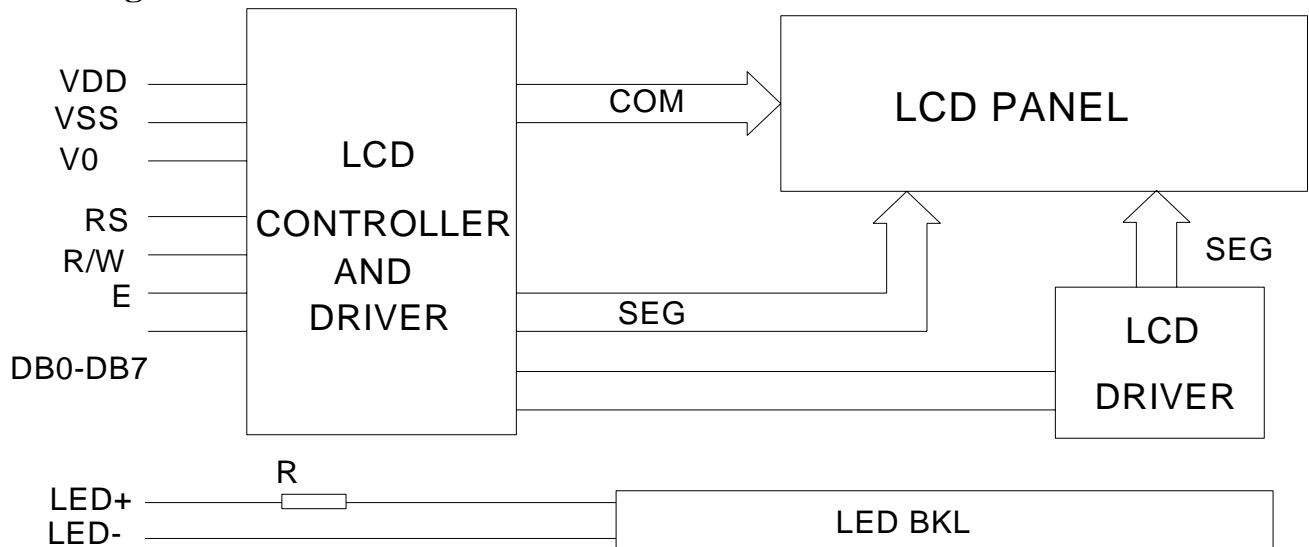 VDD
VSS
V0
RS
R/W
E
DB0-DB7
LCD
CONTROLLER
AND
DRIVER
COM
SEG
LCD PANEL
SEG
LCD
DRIVER
R
LED+
LED-
LED BKL